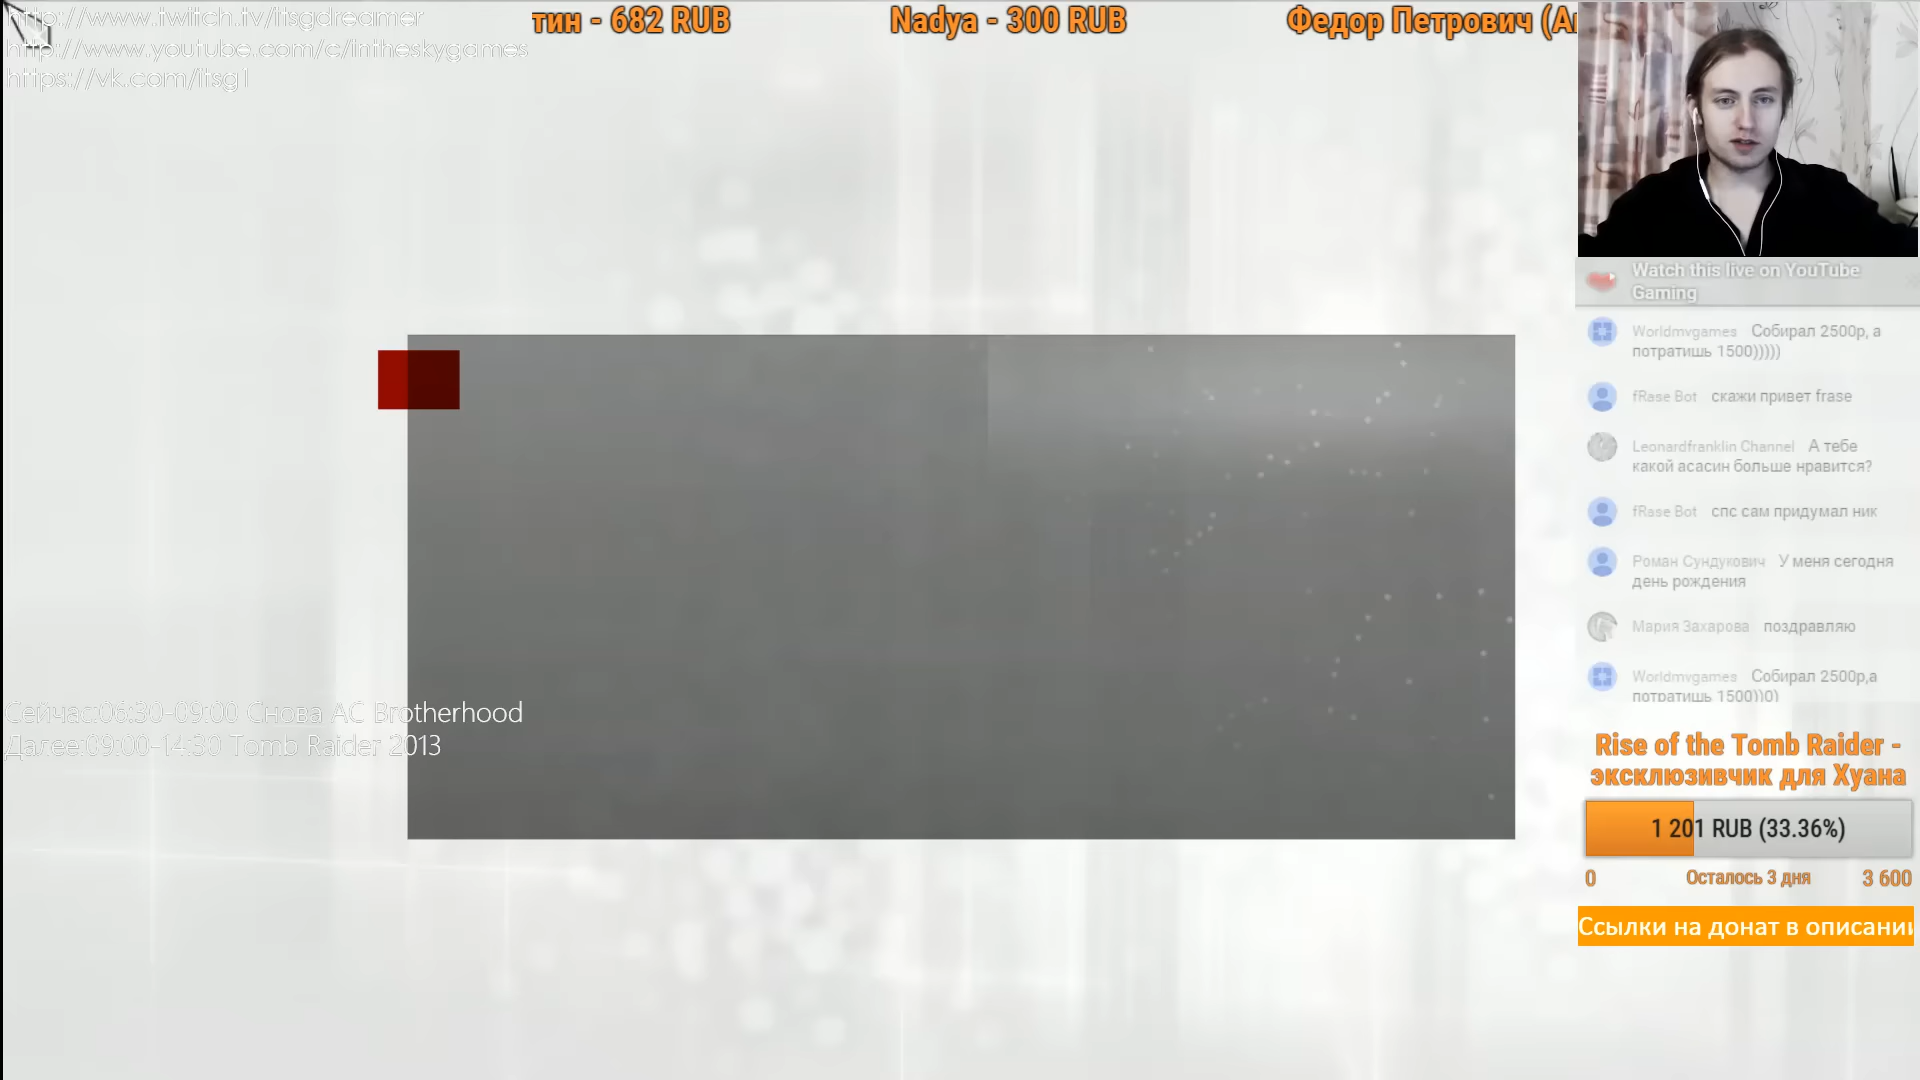 http://www.twitch.tv/itsgdreamer
http://www.youtube.com/c/intheskygames
https://vk.com/itsg1
тин - 682 RUB
Nadya - 300 RUB
Федор Петрович
Watch this live on YouTube
Gaming
Worldmvgames Собирал 2500р, а
потратишь 1500)))))
fRase Bot скажи привет frase
Leonardfranklin Channel А тебе
какой асасин больше нравится?
fRase Bot спс сам придумал ник
Роман Сундукович У меня сегодня
день рождения
Мария Захарова поздравляю
Worldmvgames Собирал 2500р,а
потратишь 1500)))0)
Сейчас:06:30-09:00 Снова AC Brotherhood
Далее:09:00-14:30 Tomb Raider 2013
Rise of the Tomb Raider -
эксклюзивчик для Хуана
1 201 RUB (33.36%)
0 Осталось 3 дня 3 600
Ссылки на донат в описании